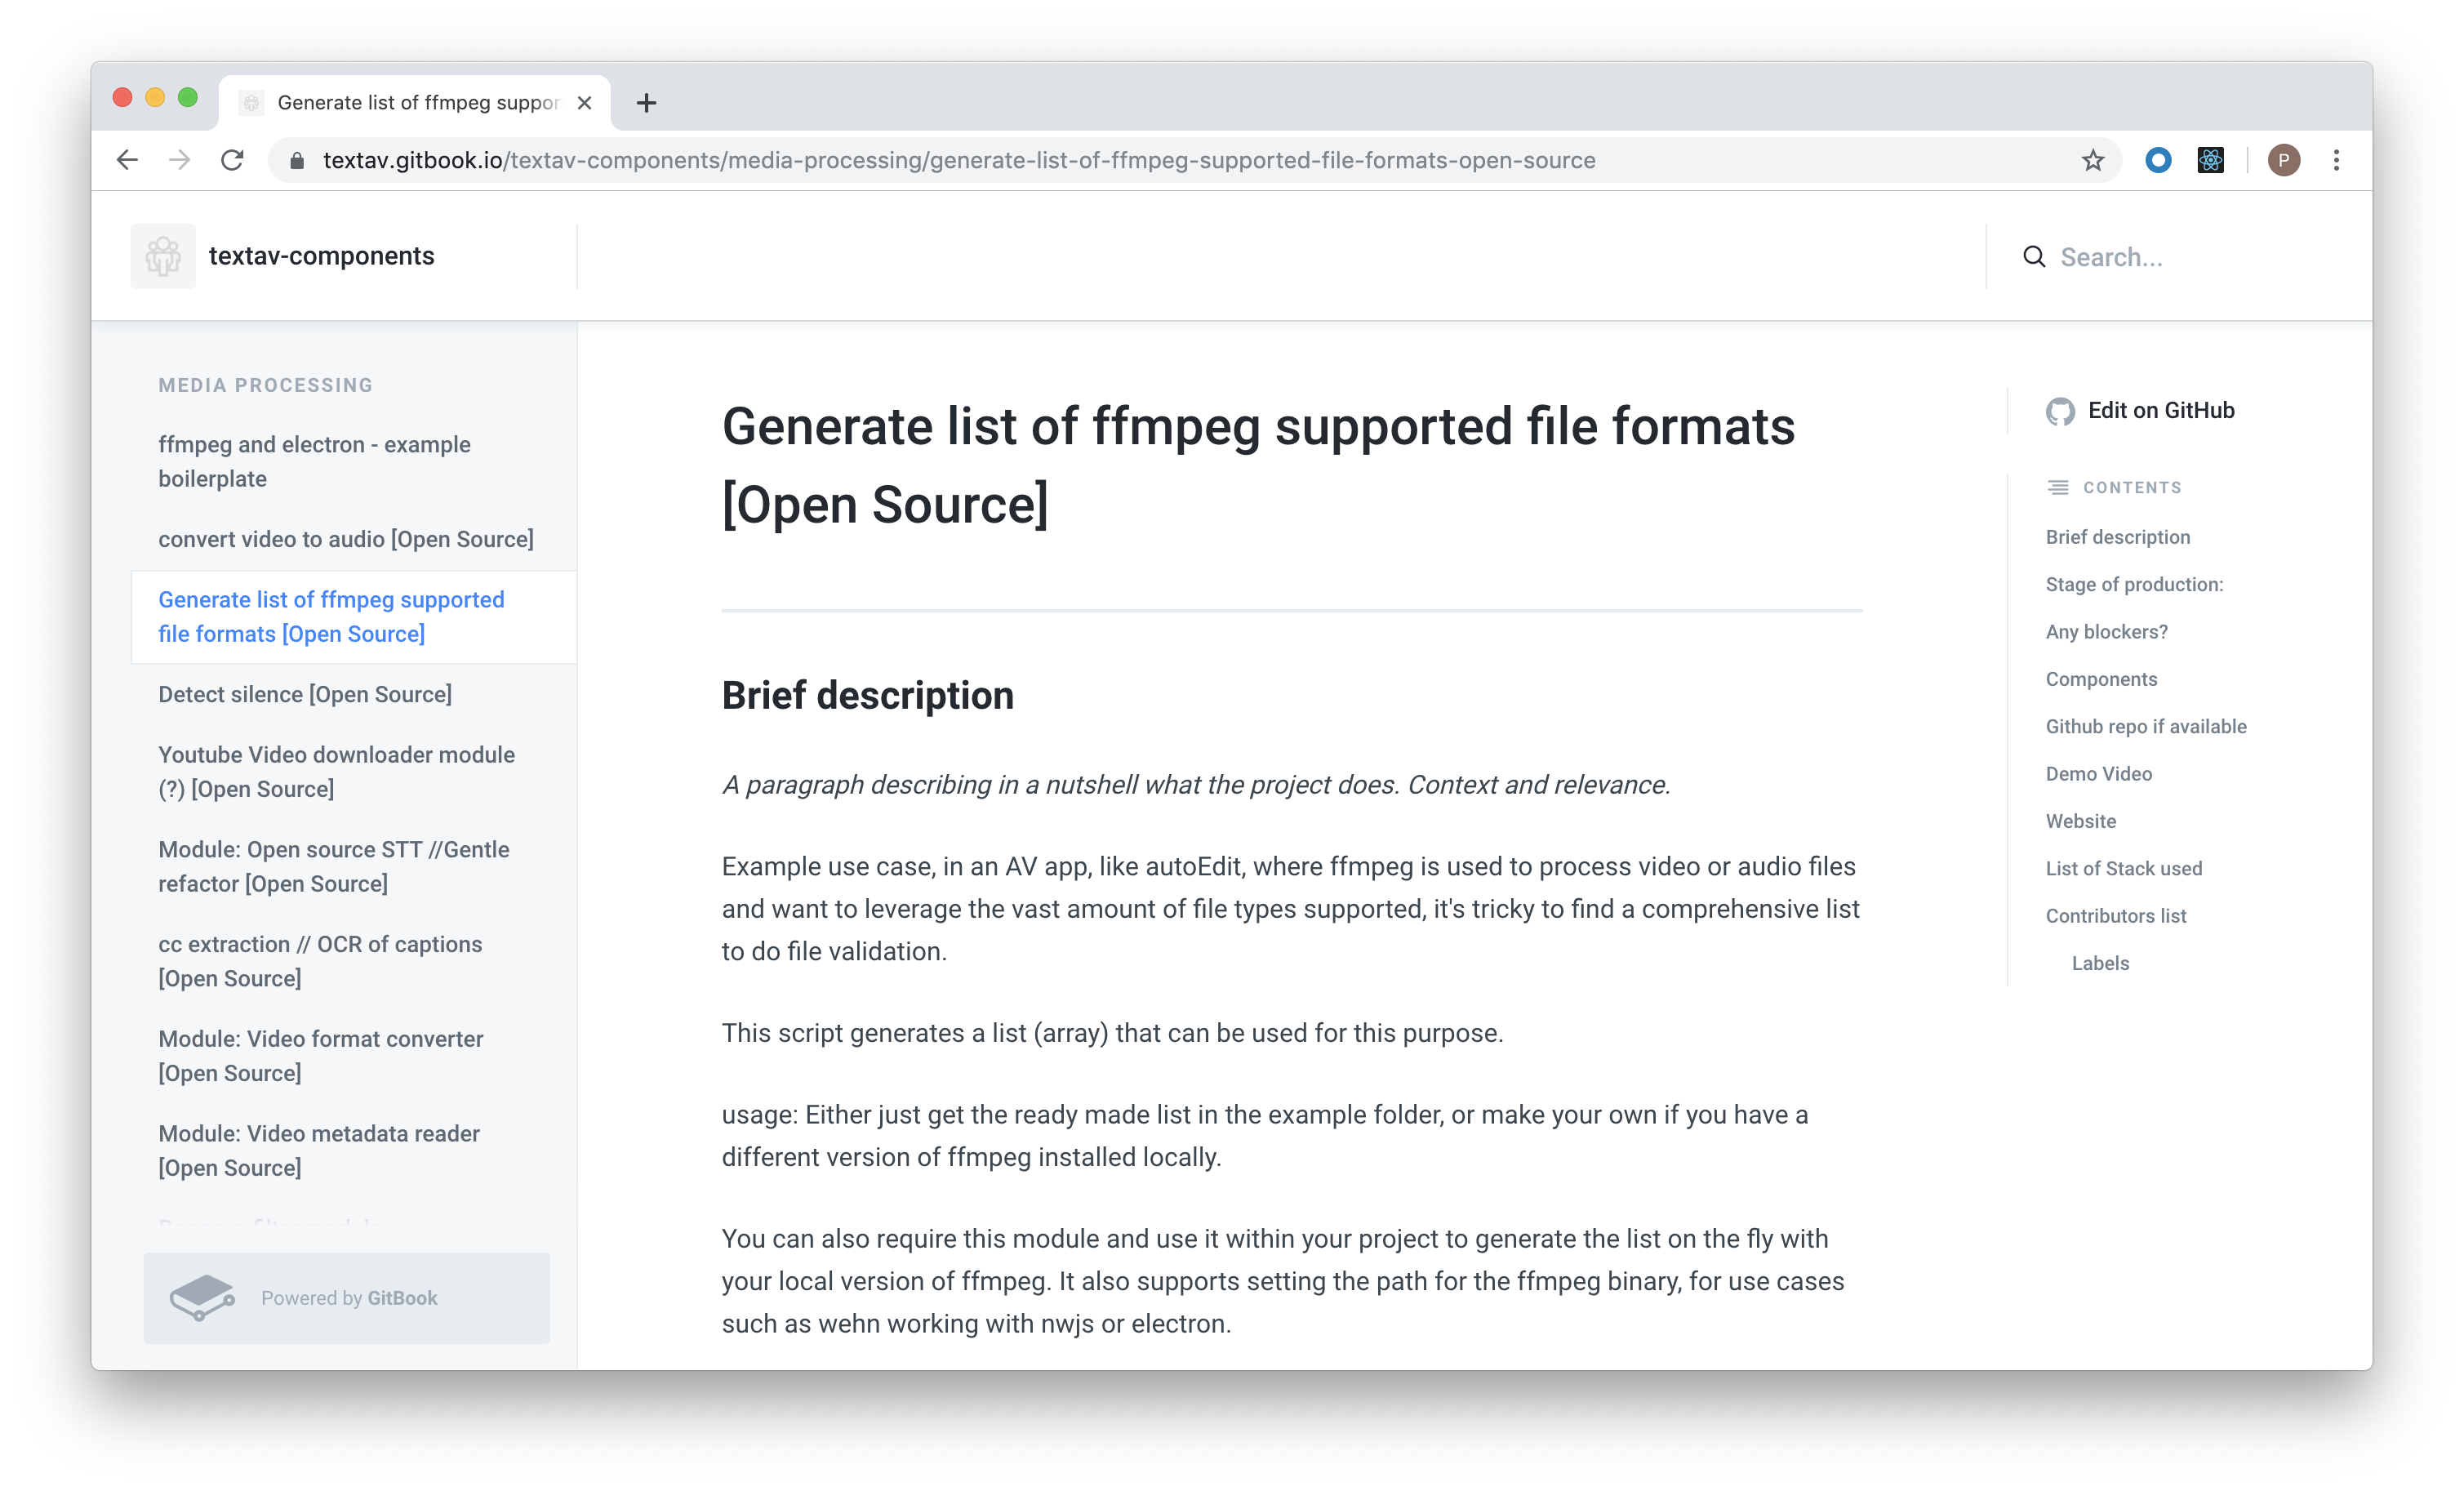 Generate list of ffmpeg suppor
textav.gitbook.io/textav-components/media-processing/generate-list-of-ffmpeg-supported-file-formats-open-source
P
textav-components
Search...
MEDIA PROCESSING
ffmpeg and electron - example
boilerplate
convert video to audio [Open Source]
Generate list of ffmpeg supported
file formats [Open Source]
Detect silence [Open Source]
Youtube Video downloader module
(?) [Open Source]
Module: Open source STT //Gentle
refactor [Open Source]
cc extraction // OCR of captions
[Open Source]
Module: Video format converter
[Open Source]
Module: Video metadata reader
[Open Source]
Powered by GitBook
Generate list of ffmpeg supported file formats
[Open Source]
Brief description
A paragraph describing in a nutshell what the project does. Context and relevance.
Example use case, in an AV app, like autoEdit, where ffmpeg is used to process video or audio files
and want to leverage the vast amount of file types supported, it's tricky to find a comprehensive list
to do file validation.
This script generates a list (array) that can be used for this purpose.
usage: Either just get the ready made list in the example folder, or make your own if you have a
different version of ffmpeg installed locally.
You can also require this module and use it within your project to generate the list on the fly with
your local version of ffmpeg. It also supports setting the path for the ffmpeg binary, for use cases
such as wehn working with nwjs or electron.
Edit on GitHub
CONTENTS
Brief description
Stage of production:
Any blockers?
Components
Github repo if available
Demo Video
Website
List of Stack used
Contributors list
Labels